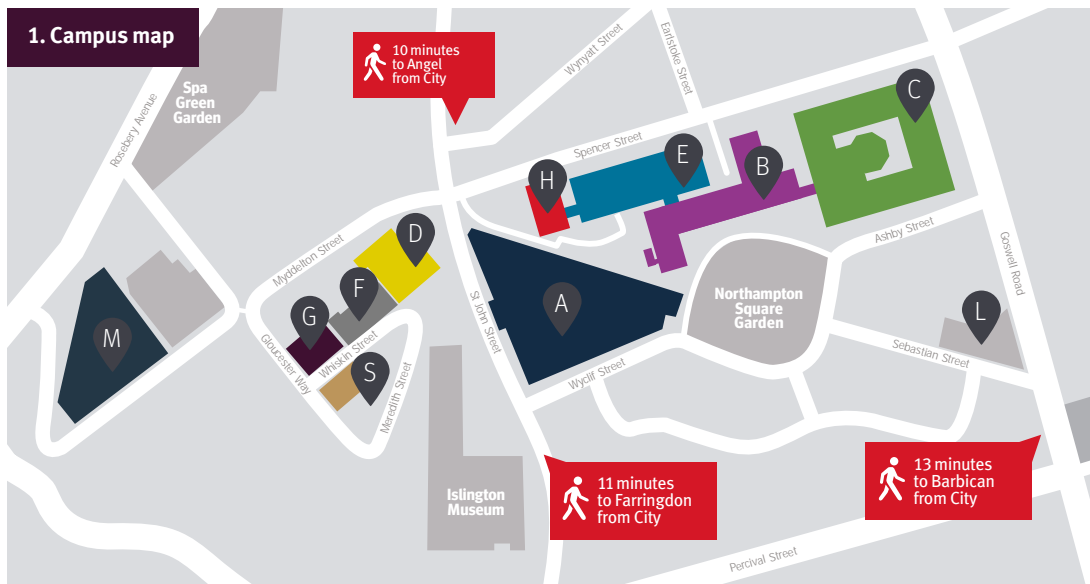 1. Campus map
10 minutes
to Angel
from City
Wynyatt Street
Earlstoke Street
Spa
Green
Garden
Rosebery Avenue
C
Spencer Street
E
B
H
D
Myddelton Street
Ashby Street
Goswell Road
F
A
St John Street
Northampton
Square
Garden
M
G
Gloucester Way
Whiskin Street
S
Meredith Street
Wyclif Street
L
Sebastian Street
Islington
Museum
11 minutes
to Farringdon
from City
13 minutes
to Barbican
from City
Percival Street